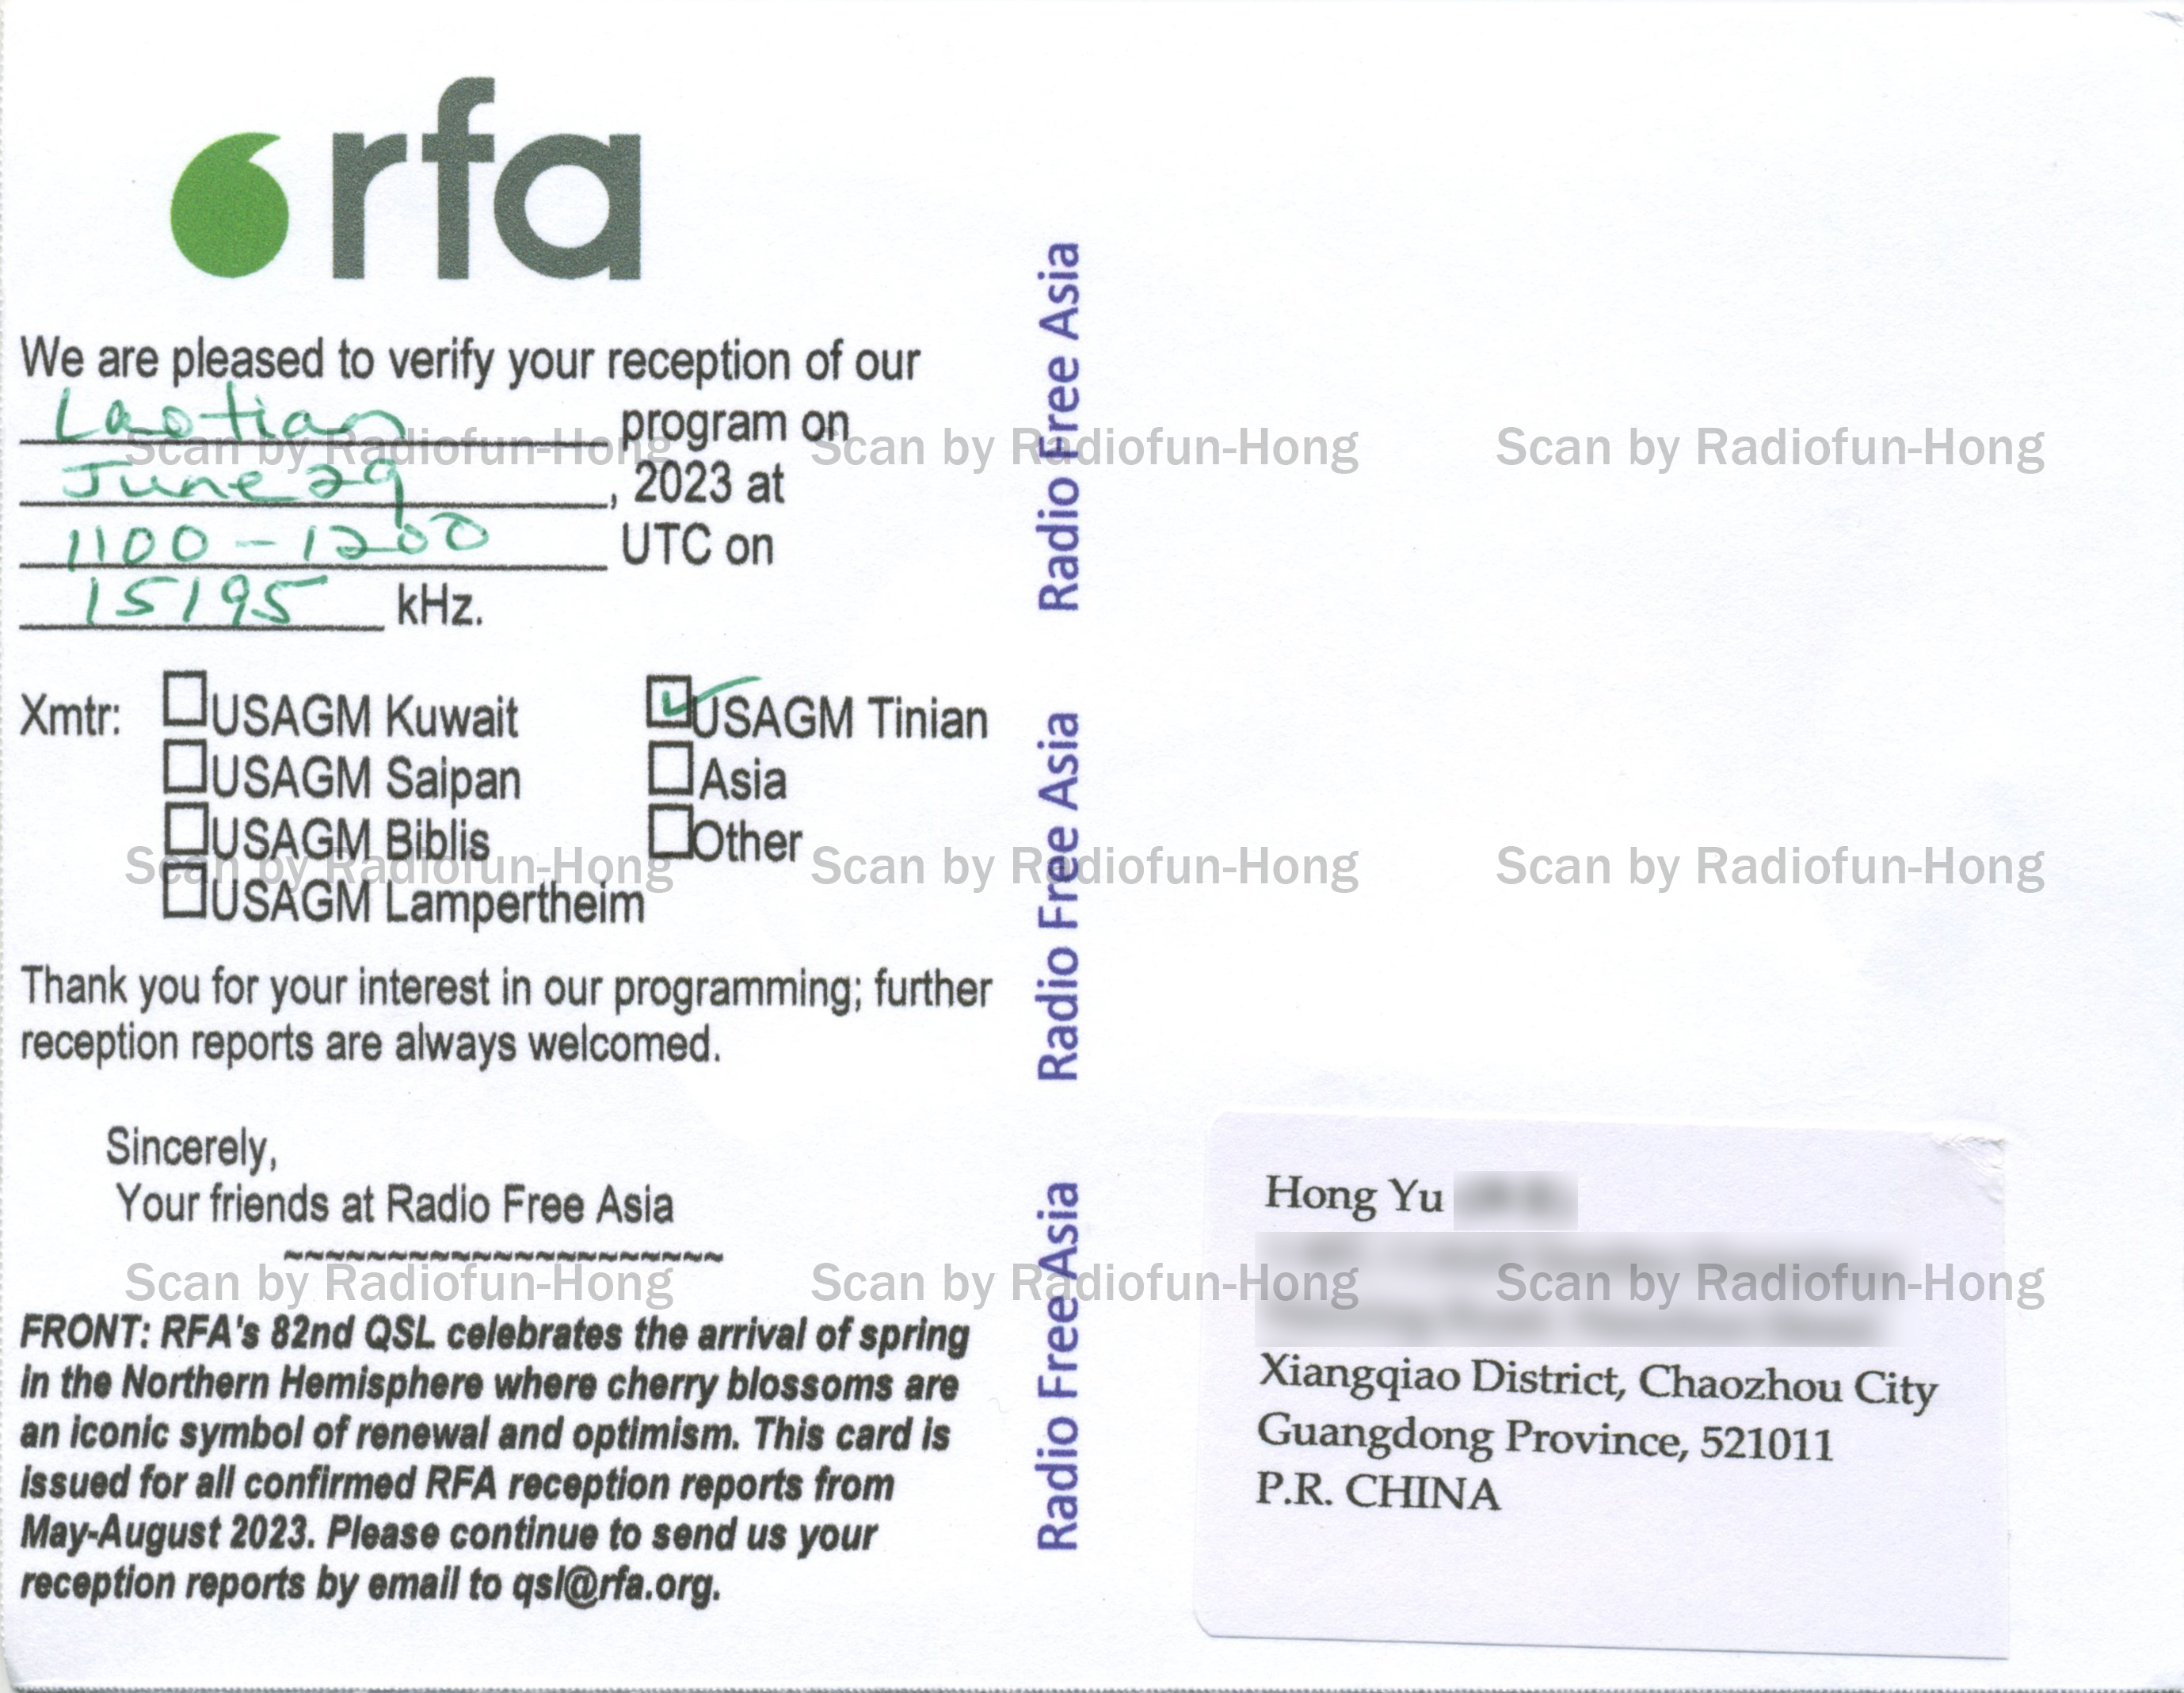 rfa
We are pleased to verify your reception of our
Laotian program on
June 29, 2023 at
1100-1200 UTC on
15195 kHz.
Xmtr: USAGM Kuwait
USAGM Saipan
USAGM Biblis
USAGM Lampertheim
USAGM Tinian
Asia
Other
Thank you for your interest in our programming; further
reception reports are always welcomed.
Sincerely,
Your friends at Radio Free Asia
~~~~~~~~~~~~~~~~~~~~~~~
FRONT: RFA's 82nd QSL celebrates the arrival of spring
in the Northern Hemisphere where cherry blossoms are
an iconic symbol of renewal and optimism. This card is
issued for all confirmed RFA reception reports from
May-August 2023. Please continue to send us your
reception reports by email to qsl@rfa.org.
Radio Free Asia Radio Free Asia Radio Free Asia
Hong Yu
Xiangqiao District, Chaozhou City
Guangdong Province, 521011
P.R. CHINA
Scan by Radiofun-Hong Scan by Radiofun-Hong Scan by Radiofun-Hong
Scan by Radiofun-Hong Scan by Radiofun-Hong Scan by Radiofun-Hong
Scan by Radiofun-Hong Scan by Radiofun-Hong Scan by Radiofun-Hong